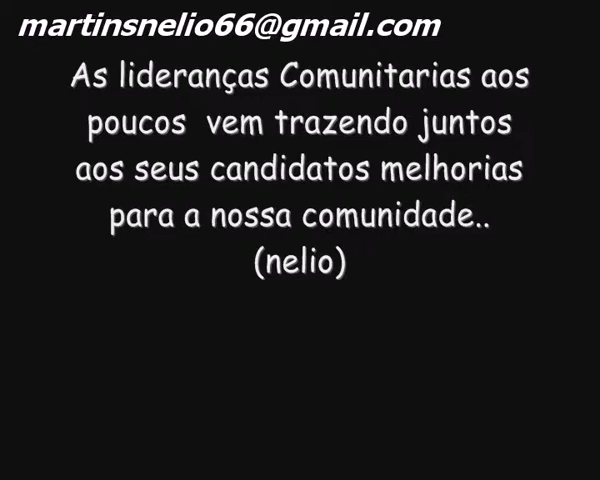 martinsnelio66@gmail.com
As lideranças Comunitarias aos
poucos  vem trazendo juntos
aos seus candidatos melhorias
para a nossa comunidade..
(nelio)